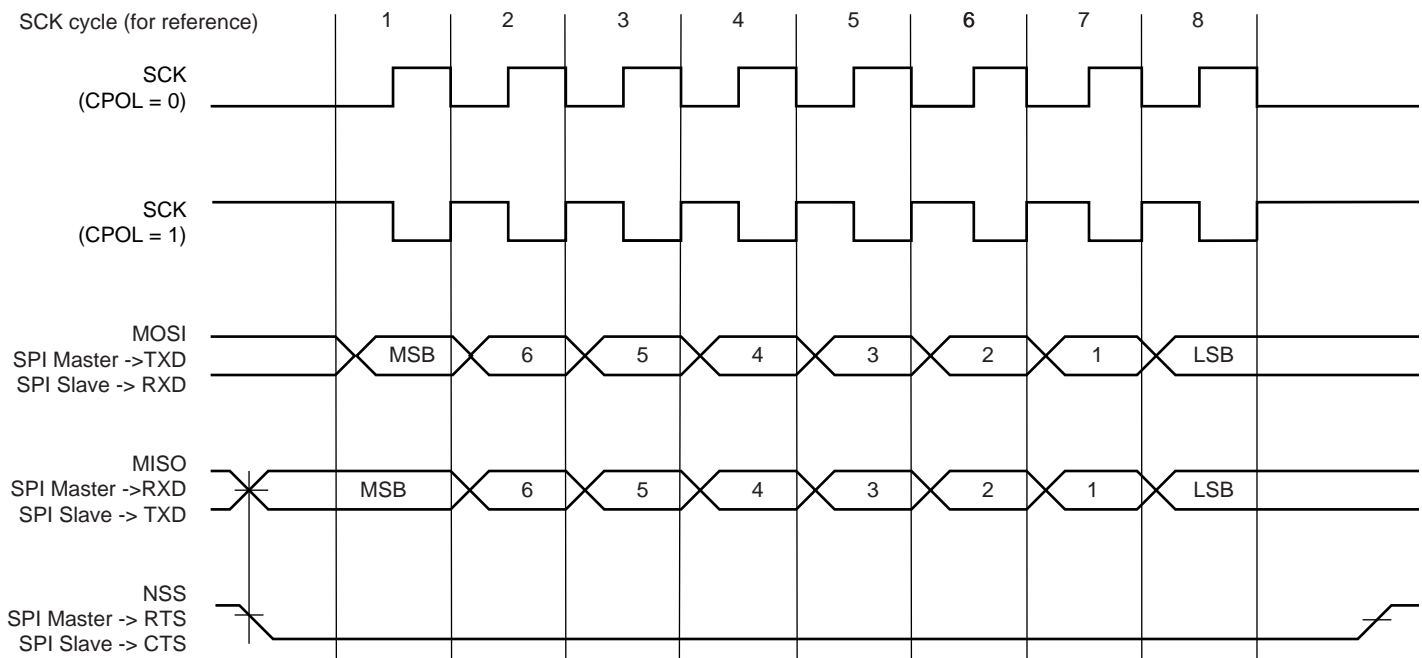 SCK cycle (for reference) 1 2 3 4 5 6 7 8
SCK
(CPOL = 0)
SCK
(CPOL = 1)
MOSI
SPI Master ->TXD
SPI Slave -> RXD
MSB 6 5 4 3 2 1 LSB
MISO
SPI Master ->RXD
SPI Slave -> TXD
MSB 6 5 4 3 2 1 LSB
NSS
SPI Master -> RTS
SPI Slave -> CTS